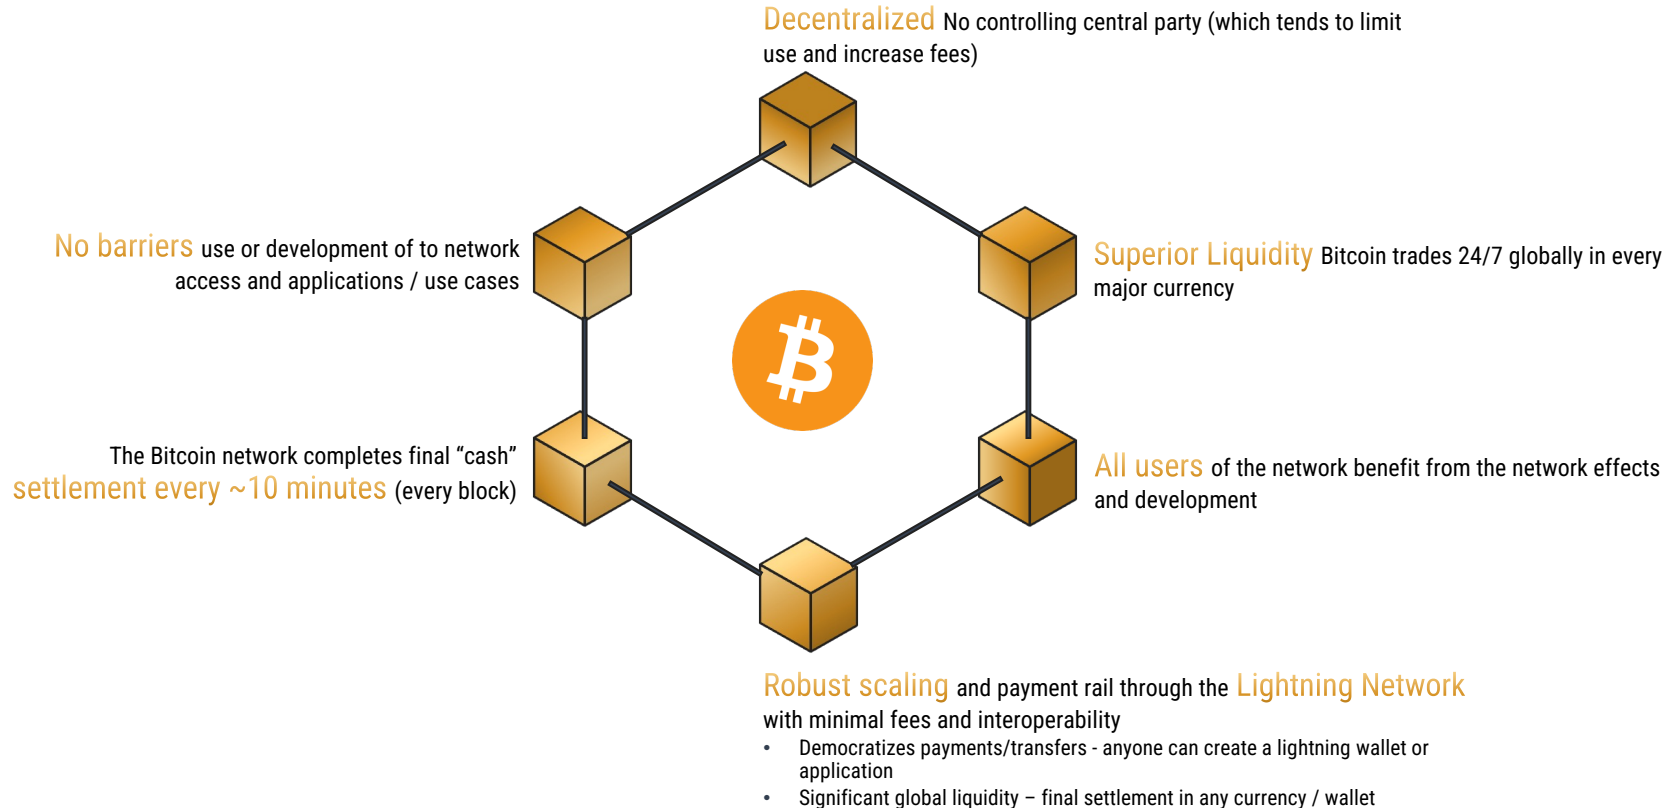 Decentralized No controlling central party (which tends to limit
use and increase fees)
No barriers use or development of to network
access and applications / use cases
Superior Liquidity Bitcoin trades 24/7 globally in every
major currency
The Bitcoin network completes final “cash”
settlement every ~10 minutes (every block)
All users of the network benefit from the network effects
and development
Robust scaling and payment rail through the Lightning Network
with minimal fees and interoperability
• Democratizes payments/transfers - anyone can create a lightning wallet or
application
• Significant global liquidity – final settlement in any currency / wallet